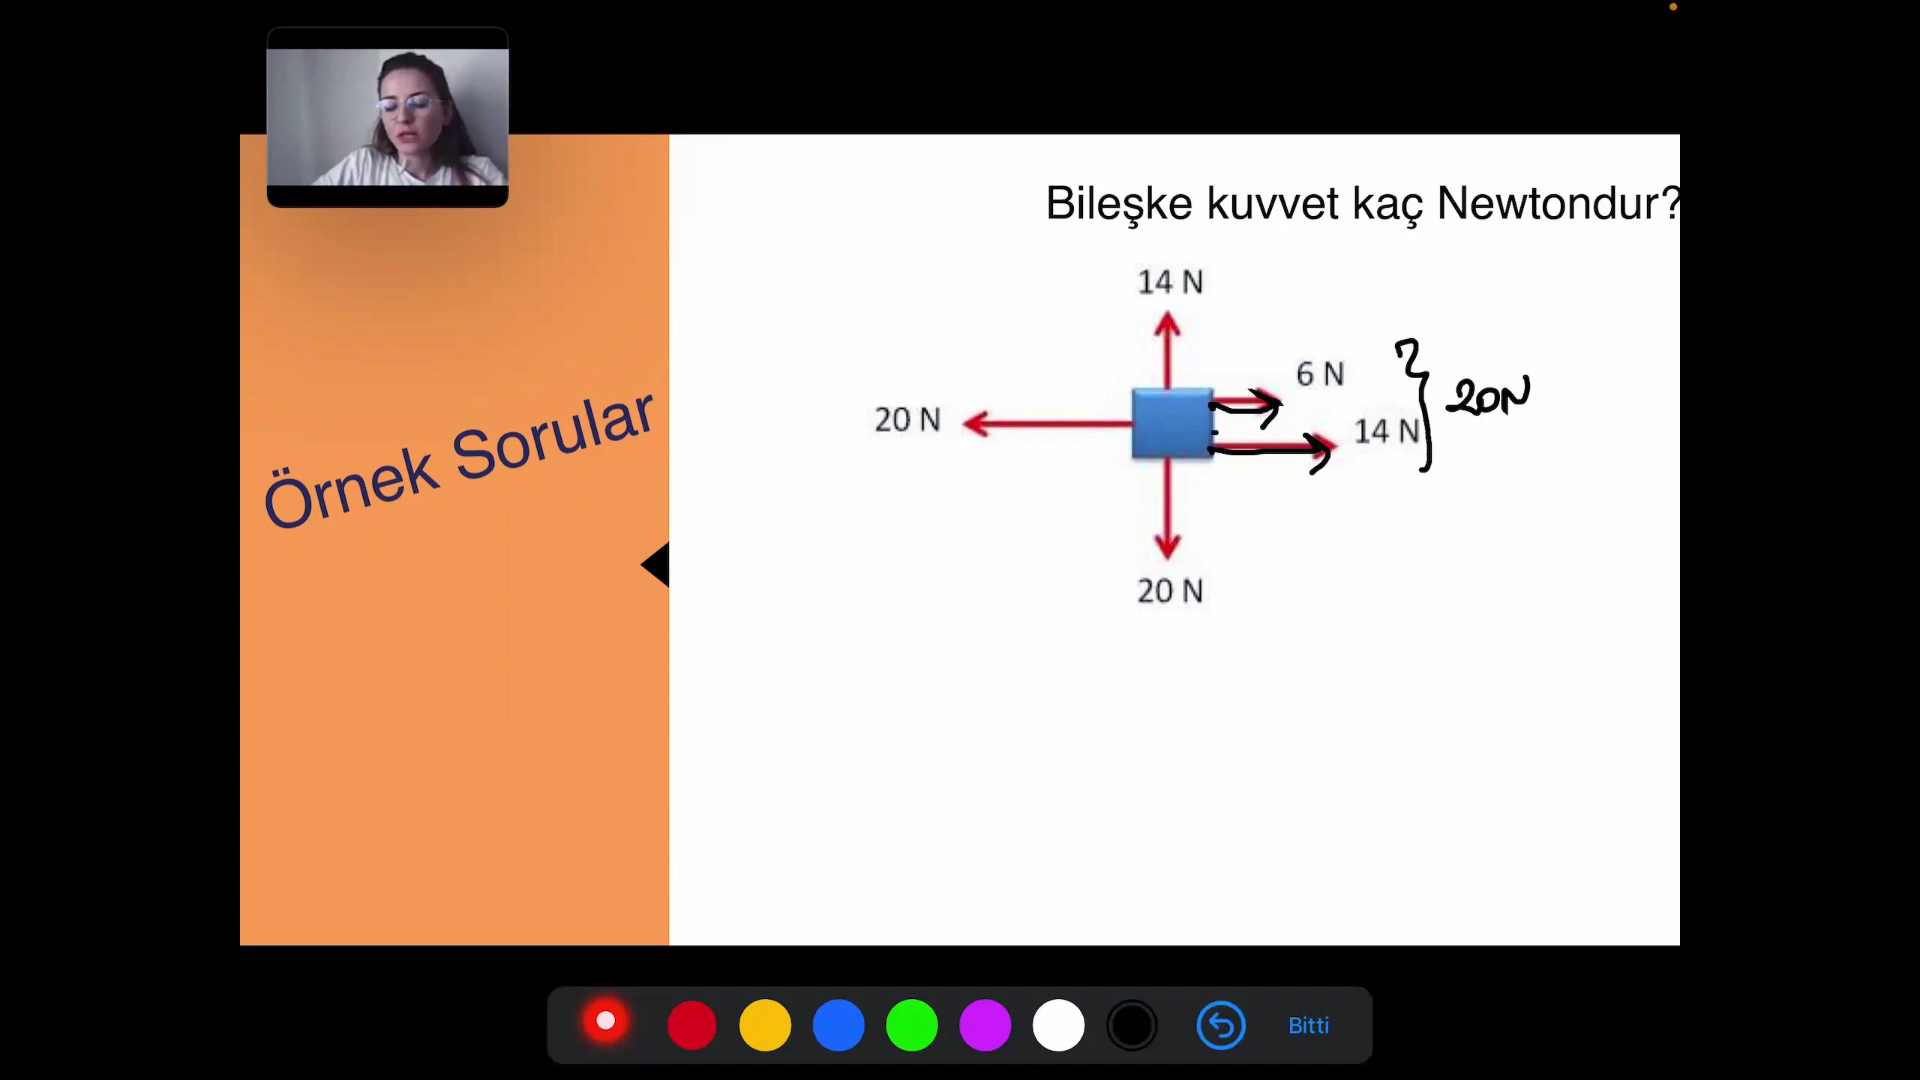 Örnek Sorular
Bileşke kuvvet kaç Newtondur?
14 N
6 N
20 N
14 N
20N
20 N
Bitti